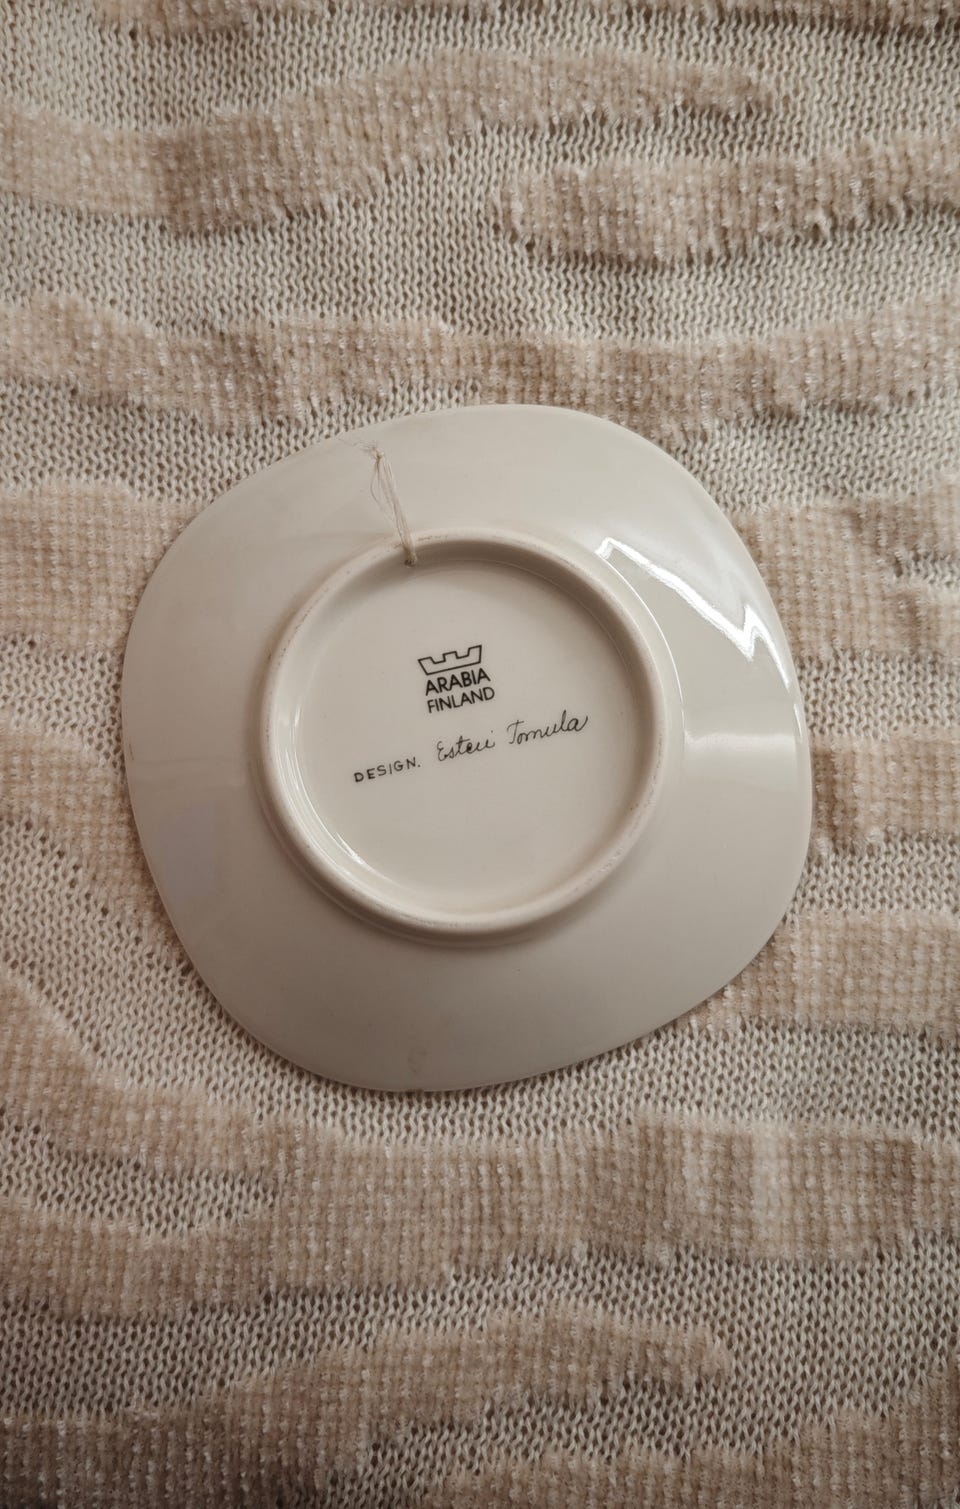 ARABIA
FINLAND
DESIGN. Esteri Tomula